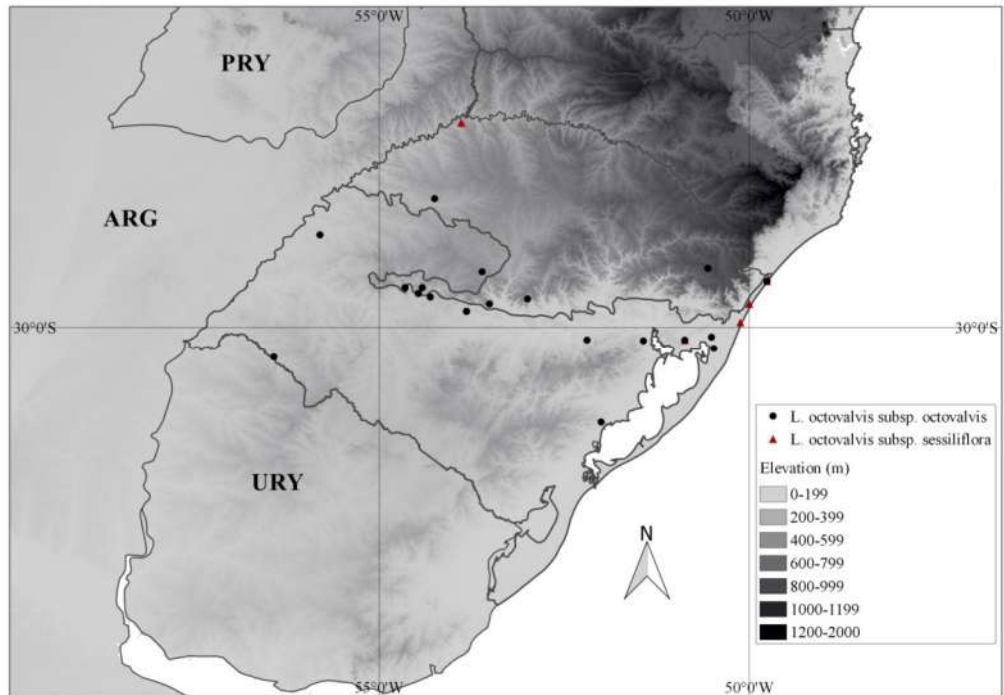 55°0'W
50°0'W
PRY
ARG
30°0'S
30°0'S
URY
L. octovalvis subsp. octovalvis
L. octovalvis subsp. sessiliflora
Elevation (m)
0-199
200-399
400-599
600-799
800-999
1000-1199
1200-2000
N
55°0'W
50°0'W